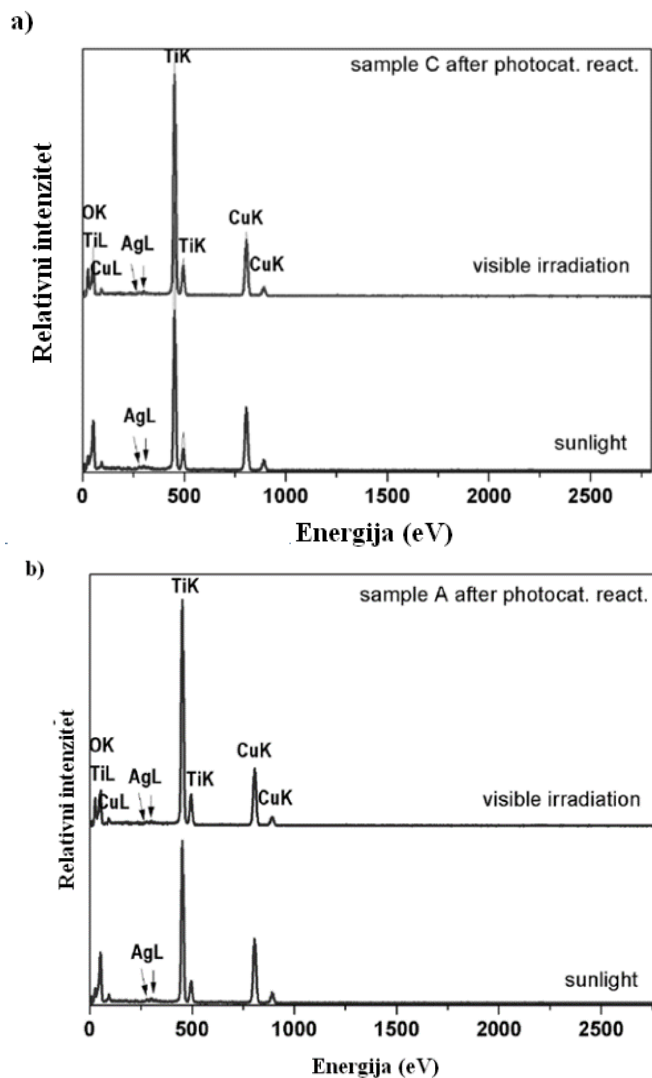 a)
TiK
sample C after photocat. react.
Relativni intenzitet
OK
TiL
AgL
CuL
TiK
CuK
CuK
visible irradiation
AgL
sunlight
0 500 1000 1500 2000 2500
Energija (eV)
b)
TiK
sample A after photocat. react.
Relativni intenzitet
OK
TiL
AgL
CuL
TiK
CuK
CuK
visible irradiation
AgL
sunlight
0 500 1000 1500 2000 2500
Energija (eV)